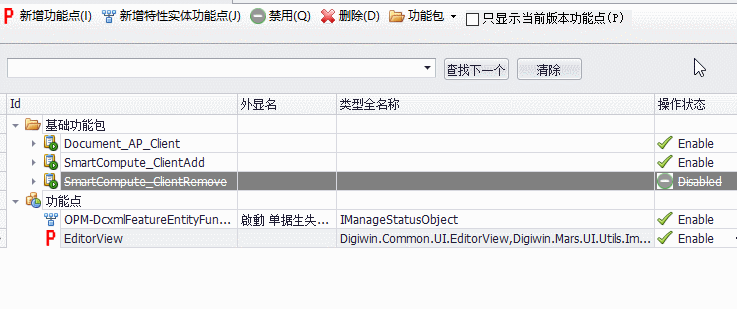 P 新增功能点(I) 新增特性实体功能点(J) 禁用(Q) 删除(D) 功能包 只显示当前版本功能点(P)
查找下一个 清除
Id 外显名 类型全名称 操作状态
基础功能包
Document_AP_Client Enable
SmartCompute_ClientAdd Enable
SmartCompute_ClientRemove Disabled
功能点
OPM-DcxmlFeatureEntityFun... 啟動 单据生失... IManageStatusObject Enable
P EditorView Digiwin.Common.UI.EditorView,Digiwin.Mars.UI.Utils.Im... Enable